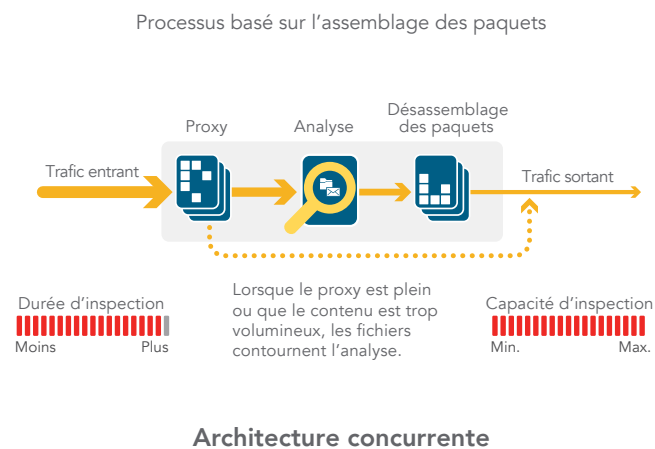 Processus basé sur l’assemblage des paquets
Proxy
Analyse
Désassemblage
des paquets
Trafic entrant
Trafic sortant
Durée d’inspection
Moins
Plus
Lorsque le proxy est plein
ou que le contenu est trop
volumineux, les fichiers
contournent l’analyse.
Capacité d’inspection
Min.
Max.
Architecture concurrente